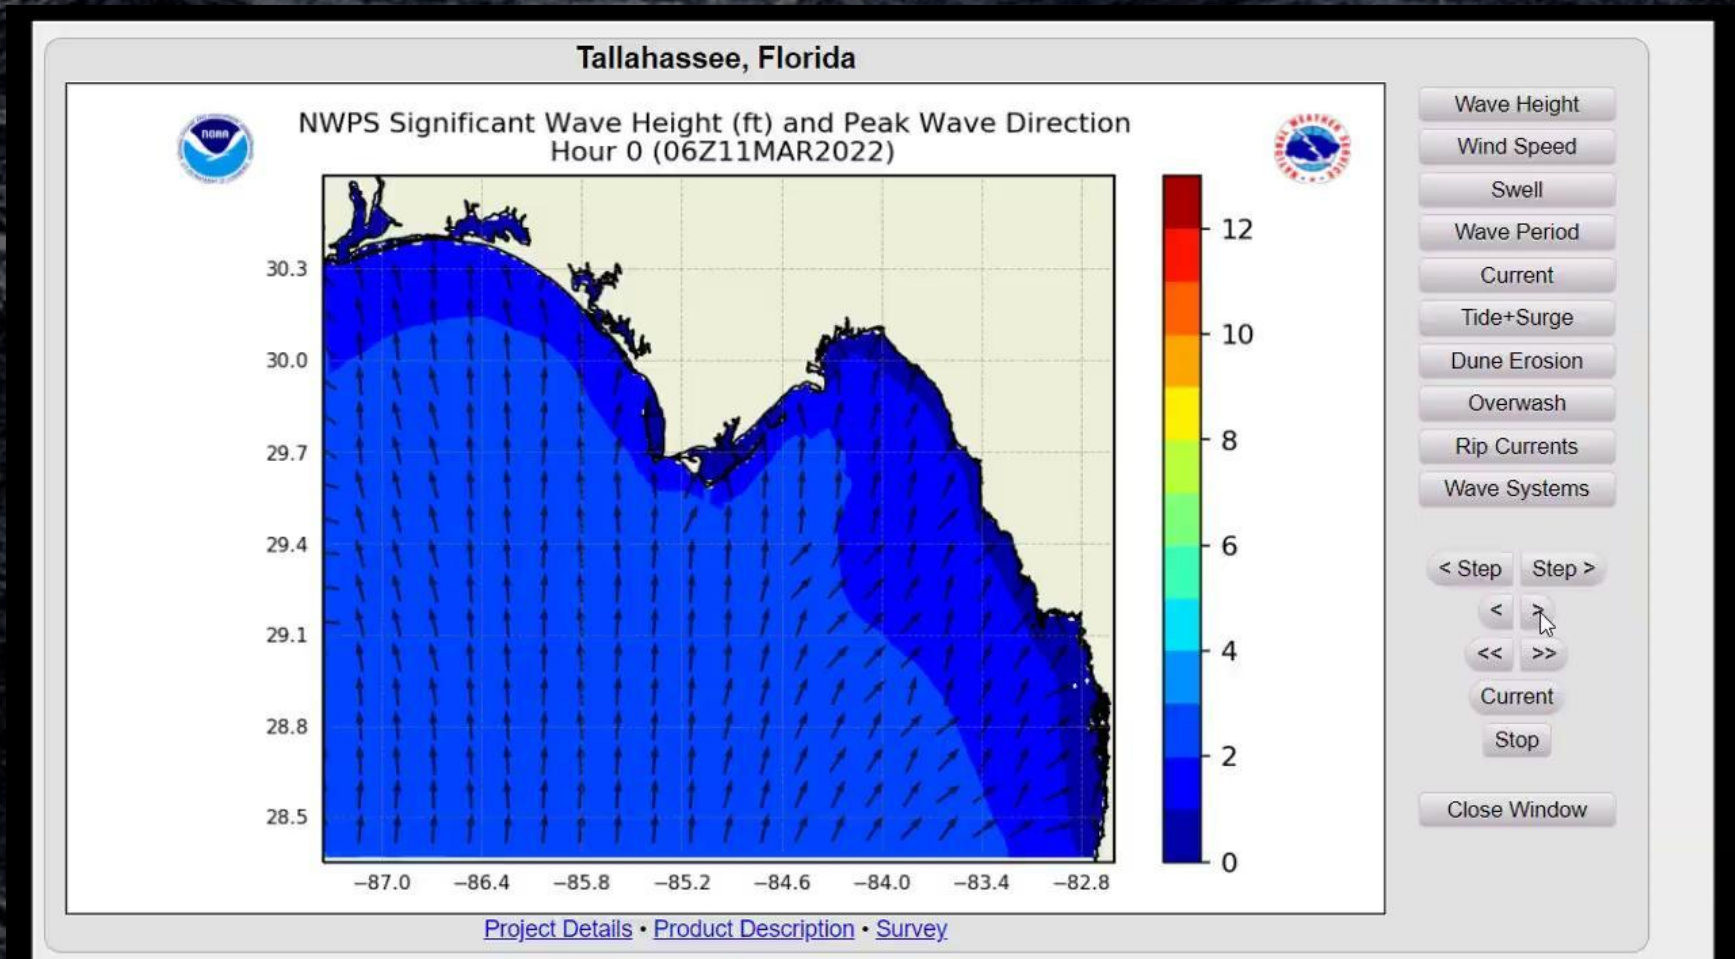 Tallahassee, Florida
NOAA
NWPS Significant Wave Height (ft) and Peak Wave Direction
Hour 0 (06Z11MAR2022)
NATIONAL WEATHER SERVICE
30.3
30.0
29.7
29.4
29.1
28.8
28.5
−87.0 −86.4 −85.8 −85.2 −84.6 −84.0 −83.4 −82.8
12
10
8
6
4
2
0
Wave Height
Wind Speed
Swell
Wave Period
Current
Tide+Surge
Dune Erosion
Overwash
Rip Currents
Wave Systems
< Step Step >
< >
<< >>
Current
Stop
Close Window
Project Details • Product Description • Survey